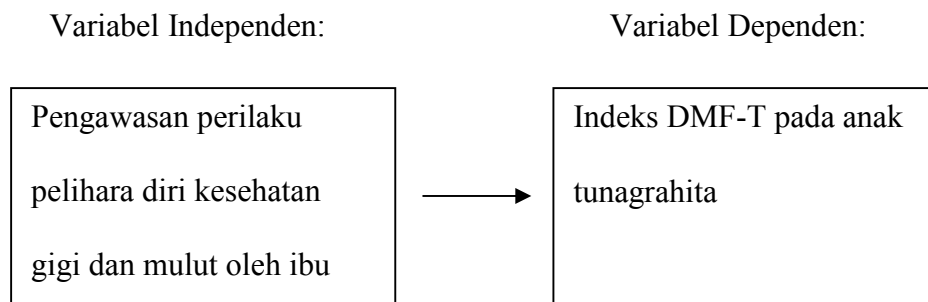 Variabel Independen:
Variabel Dependen:
Pengawasan perilaku
pelihara diri kesehatan
gigi dan mulut oleh ibu
Indeks DMF-T pada anak
tunagrahita